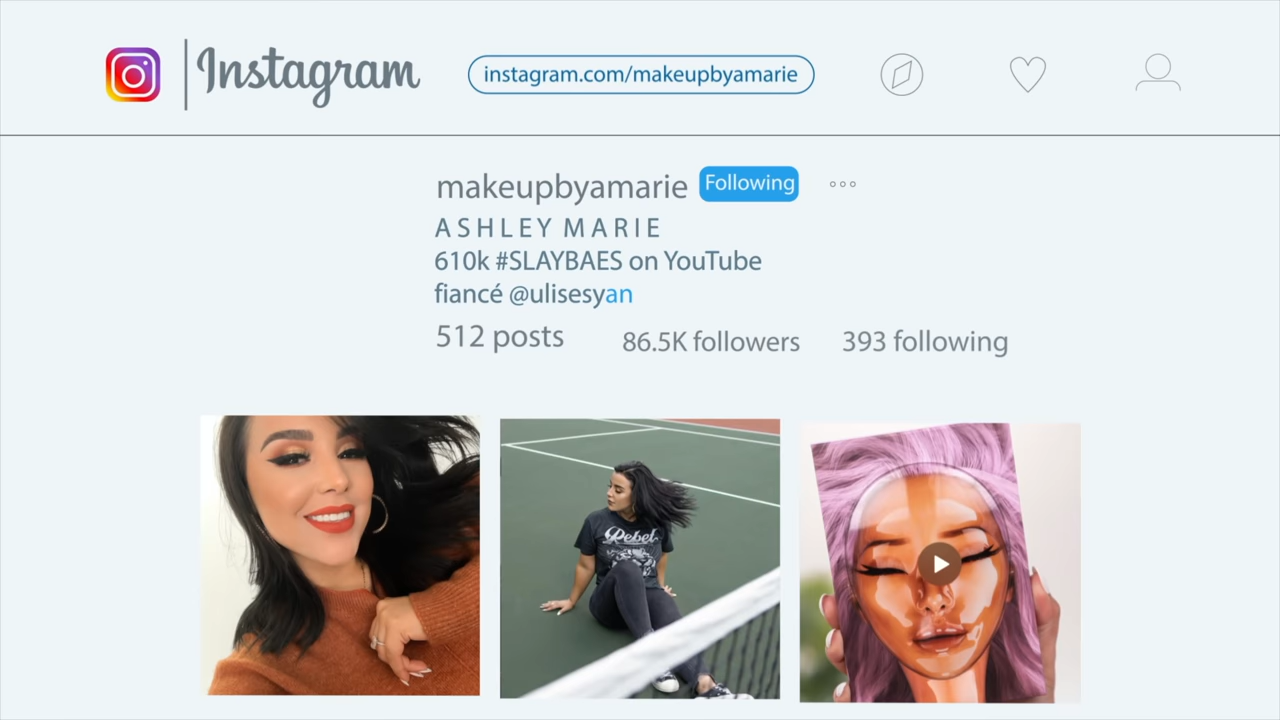 Instagram
instagram.com/makeupbyamarie
makeupbyamarie Following
ASHLEY MARIE
610k #SLAYBAES on YouTube
fiancé @ulisesyan
512 posts 86.5K followers 393 following
Rebel